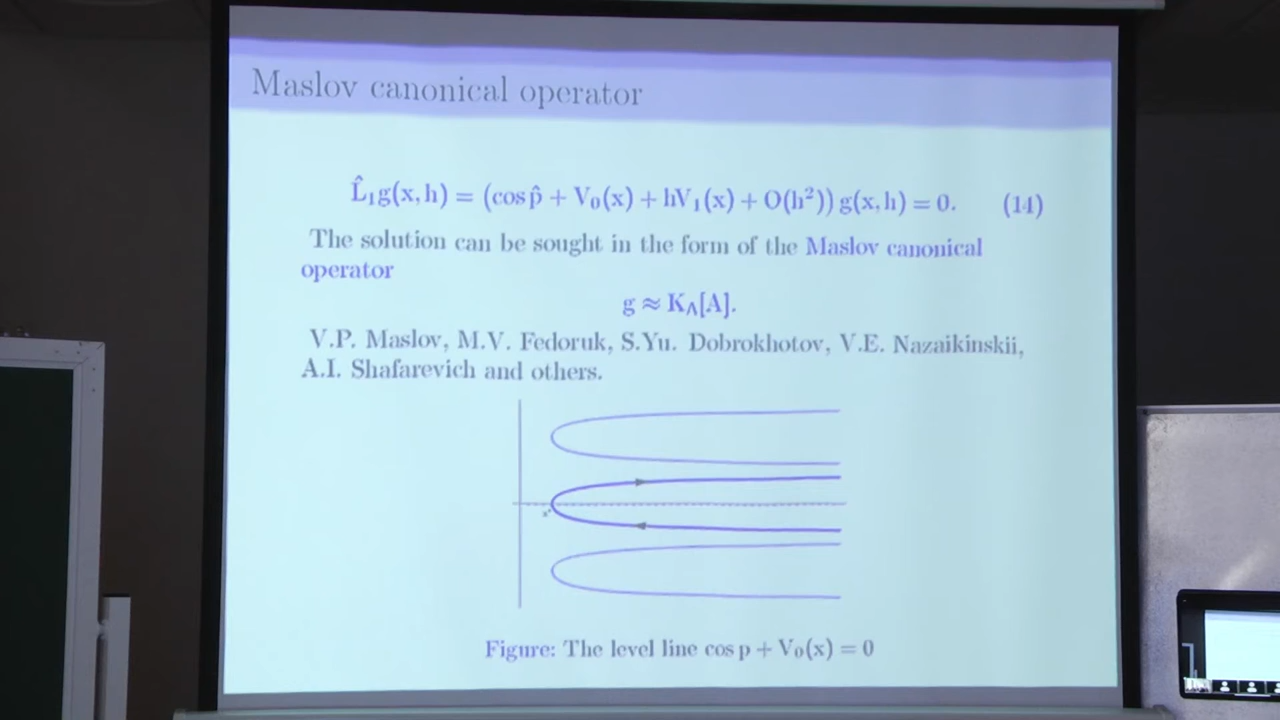 Maslov canonical operator
L̂₁g(x, h) = (cos p̂ + V₀(x) + hV₁(x) + O(h²)) g(x, h) = 0. (14)
The solution can be sought in the form of the Maslov canonical
operator
g ≈ K_Λ[A].
V.P. Maslov, M.V. Fedoruk, S.Yu. Dobrokhotov, V.E. Nazaikinskii,
A.I. Shafarevich and others.
Figure: The level line cos p + V₀(x) = 0